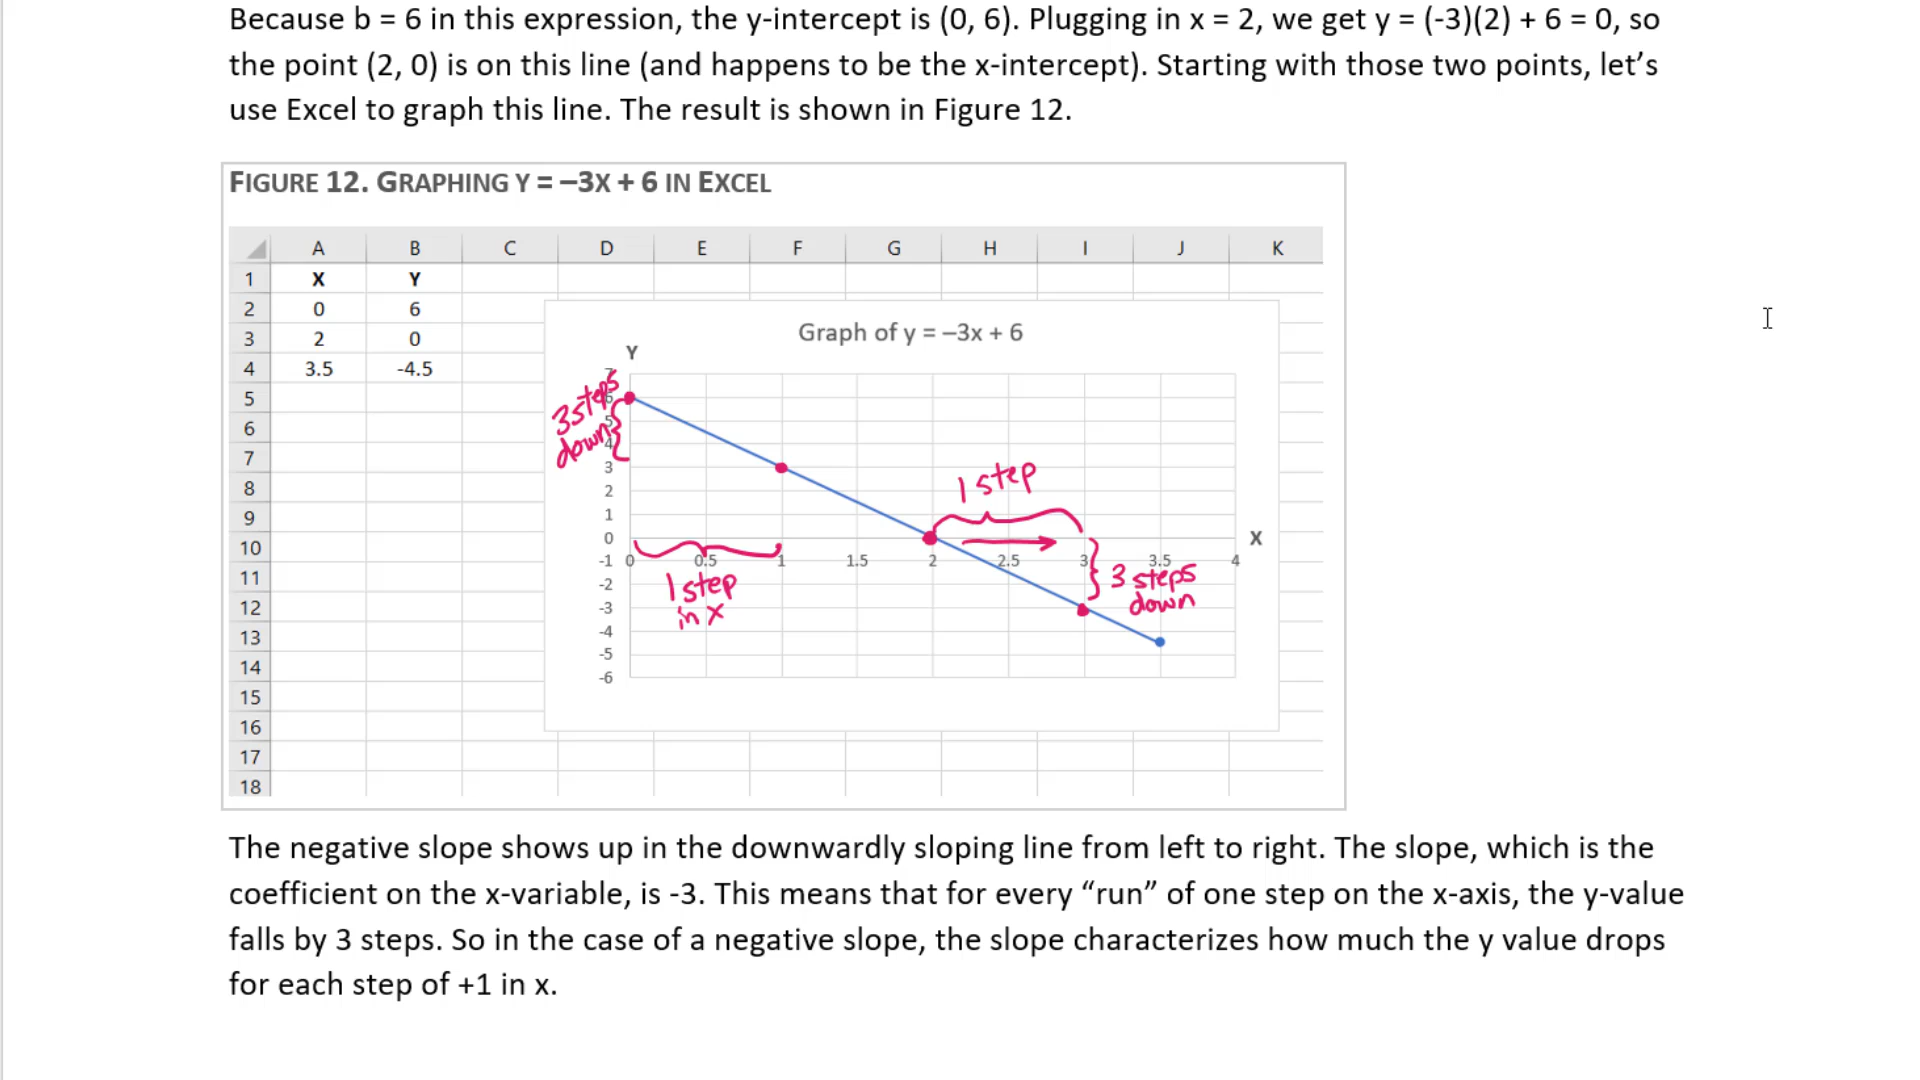 Because b = 6 in this expression, the y-intercept is (0, 6). Plugging in x = 2, we get y = (-3)(2) + 6 = 0, so
the point (2, 0) is on this line (and happens to be the x-intercept). Starting with those two points, let’s
use Excel to graph this line. The result is shown in Figure 12.
FIGURE 12. GRAPHING Y = –3X + 6 IN EXCEL
A B C D E F G H I J K
1 X Y
2 0 6
3 2 0
4 3.5 -4.5
5
6
7
8
9
10
11
12
13
14
15
16
17
18
Graph of y = –3x + 6
Y
7
6
5
4
3
2
1
0
-1
-2
-3
-4
-5
-6
0 0.5 1 1.5 2 2.5 3 3.5 4
X
3 steps
down
1 step
in x
1 step
3 steps
down
The negative slope shows up in the downwardly sloping line from left to right. The slope, which is the
coefficient on the x-variable, is -3. This means that for every “run” of one step on the x-axis, the y-value
falls by 3 steps. So in the case of a negative slope, the slope characterizes how much the y value drops
for each step of +1 in x.